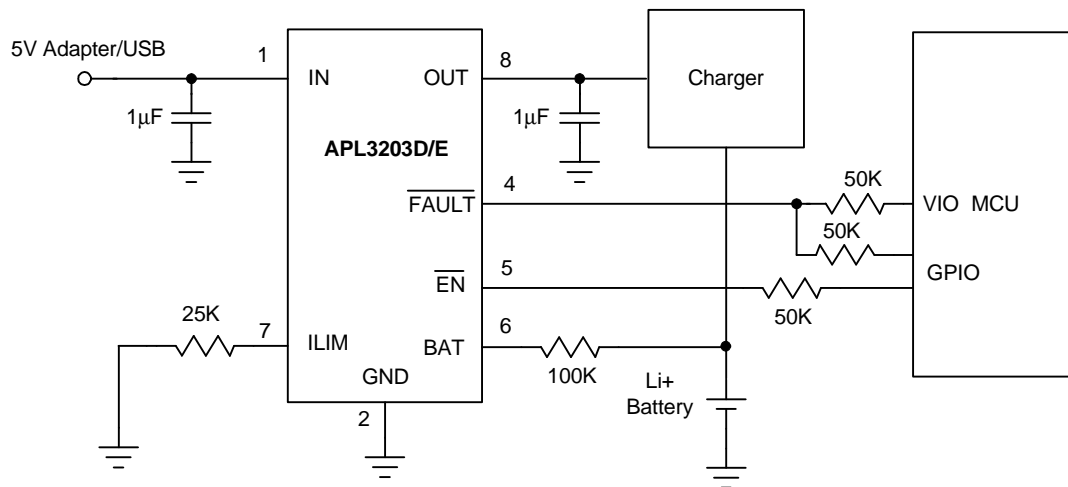 5V Adapter/USB
1
IN
1μF
8
OUT
1μF
Charger
APL3203D/E
4
FAULT
50K
VIO MCU
50K
GPIO
5
EN
50K
25K
7
ILIM
6
BAT
100K
GND
2
Li+
Battery